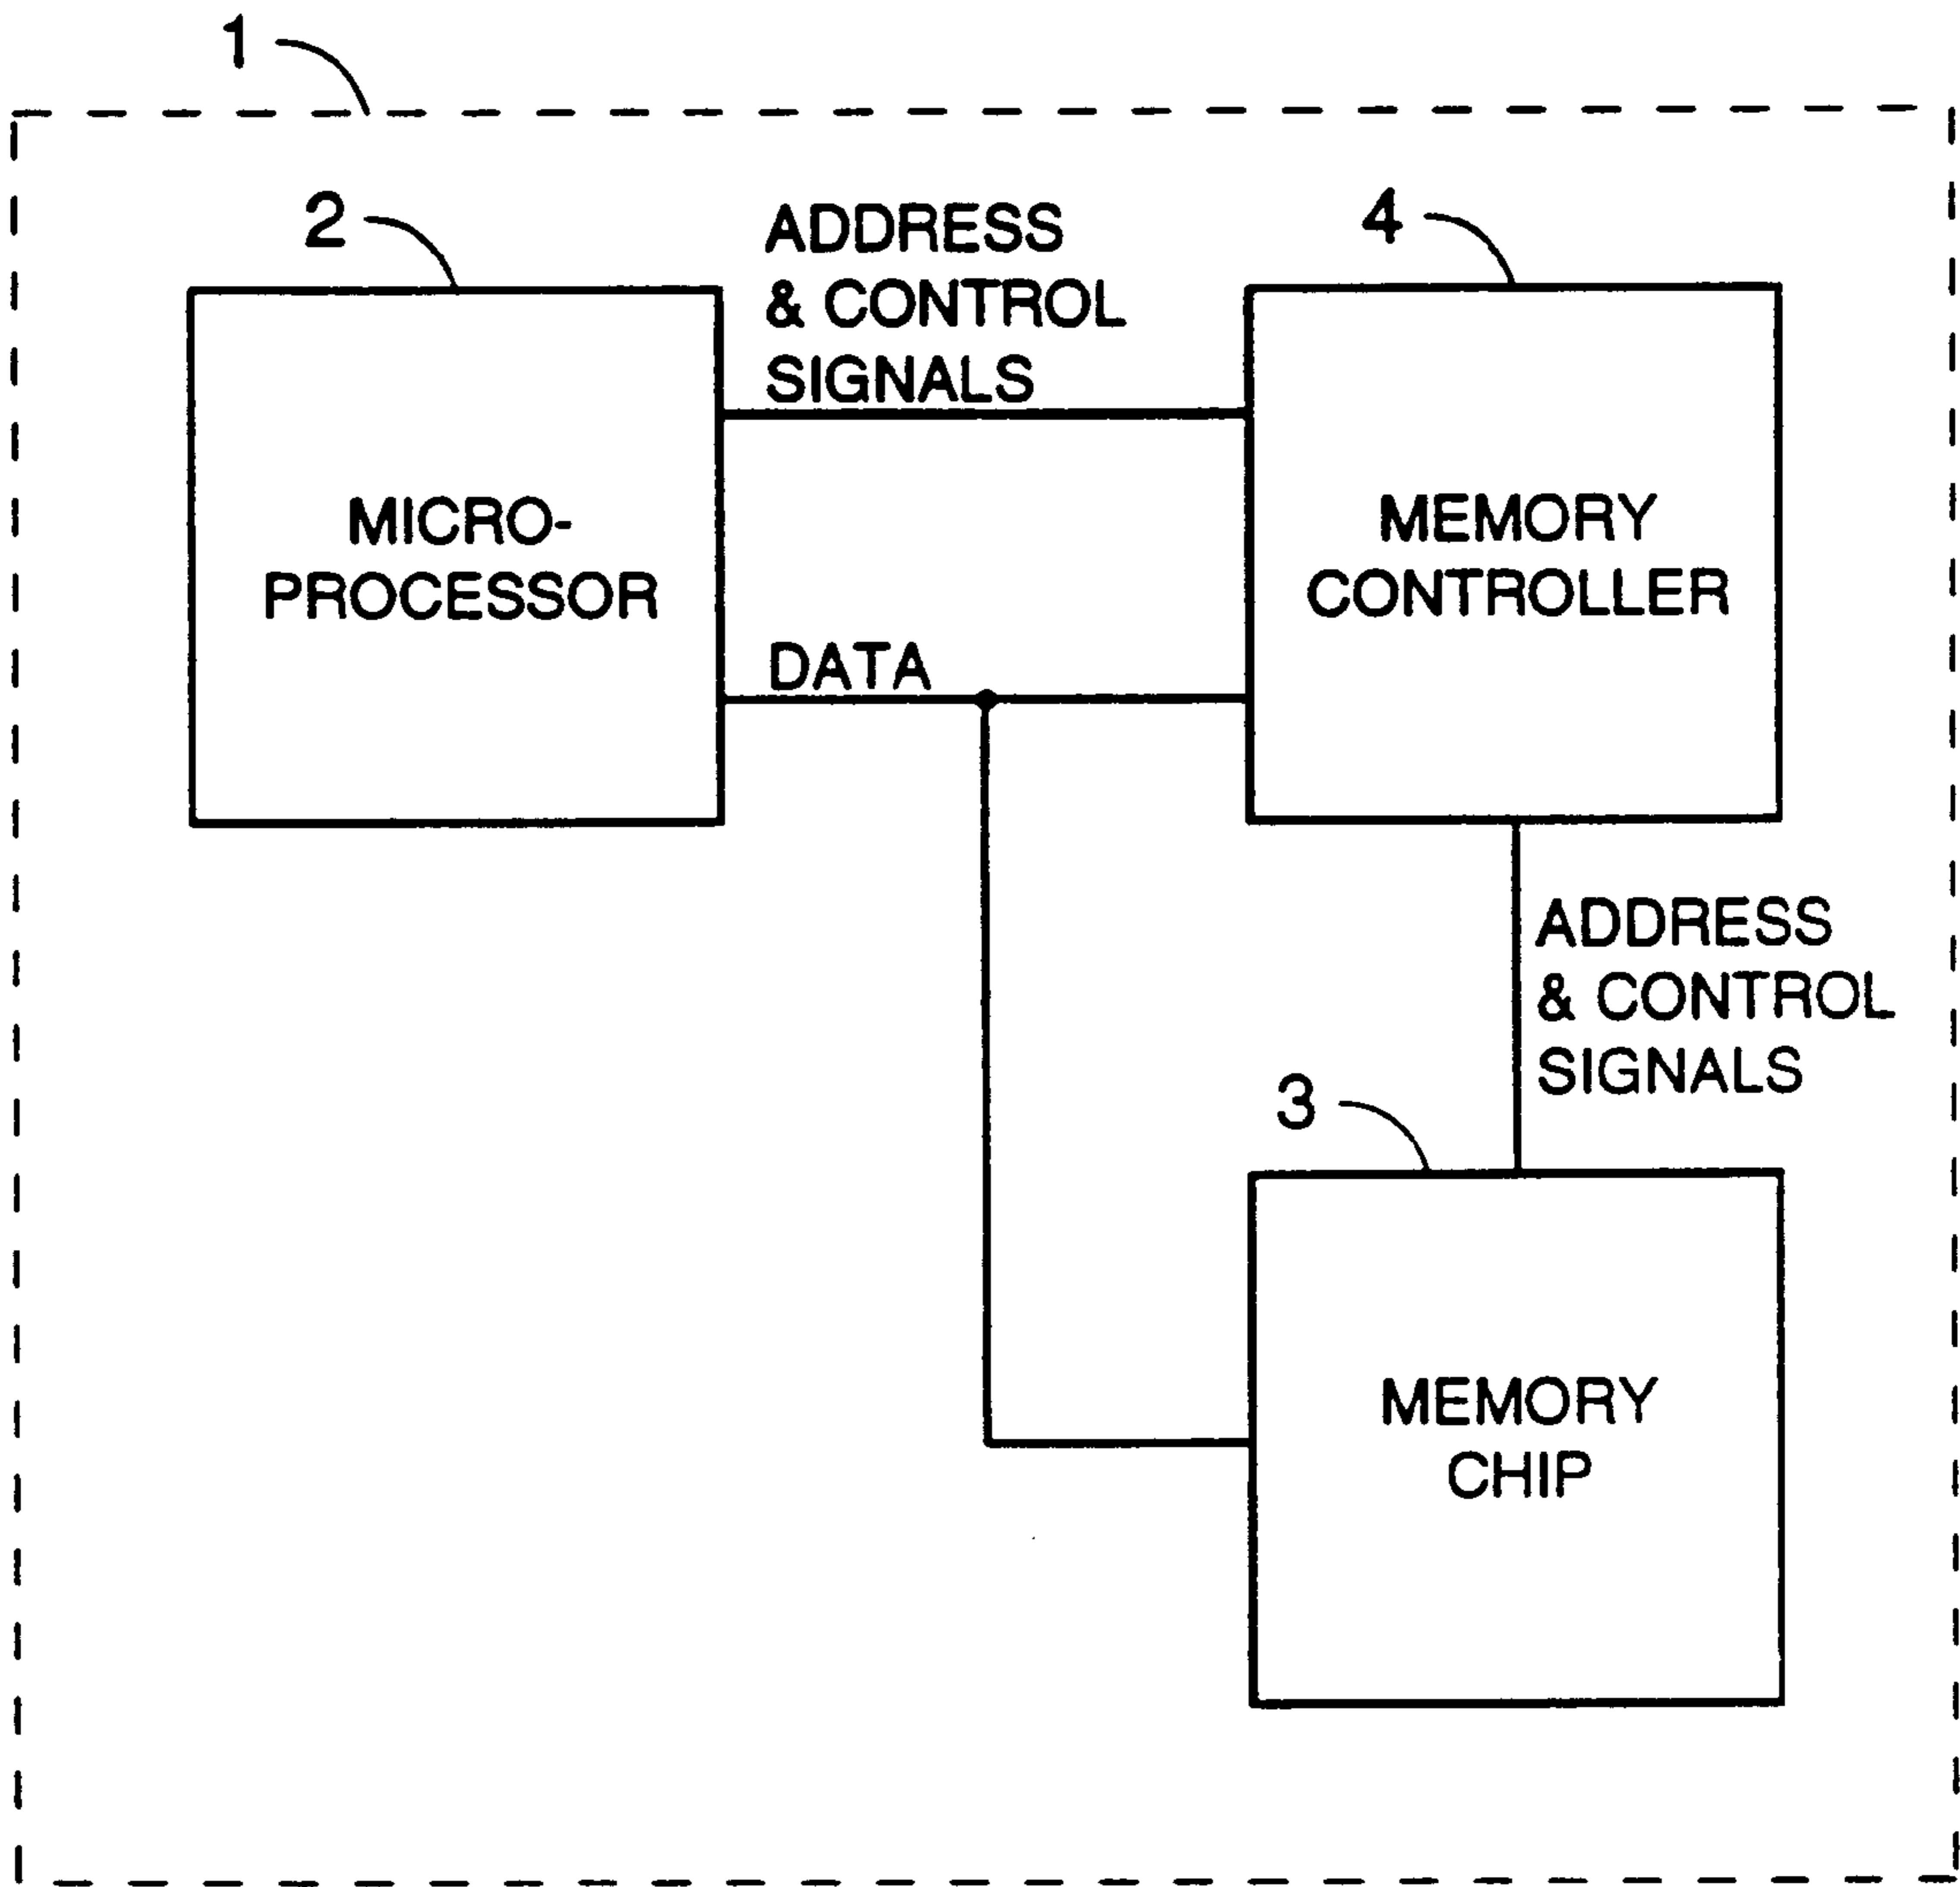 1
2
ADDRESS
& CONTROL
SIGNALS
4
MICRO-
PROCESSOR
MEMORY
CONTROLLER
DATA
ADDRESS
& CONTROL
SIGNALS
3
MEMORY
CHIP